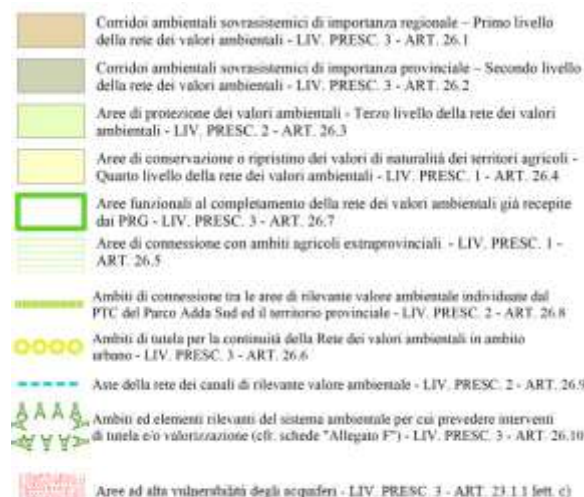 Corridoi ambientali sovrasistemici di importanza regionale – Primo livello
della rete dei valori ambientali - LIV. PRESC. 3 - ART. 26.1
Corridoi ambientali sovrasistemici di importanza provinciale – Secondo livello
della rete dei valori ambientali - LIV. PRESC. 3 - ART. 26.2
Aree di protezione dei valori ambientali - Terzo livello della rete dei valori
ambientali - LIV. PRESC. 2 - ART. 26.3
Aree di conservazione o ripristino dei valori di naturalità dei territori agricoli -
Quarto livello della rete dei valori ambientali - LIV. PRESC. 1 - ART. 26.4
Aree funzionali al completamento della rete dei valori ambientali già recepite
dai PRG - LIV. PRESC. 3 - ART. 26.7
Aree di connessione con ambiti agricoli extraprovinciali - LIV. PRESC. 1 -
ART. 26.5
Ambiti di connessione tra le aree di rilevante valore ambientale individuate dal
PTC del Parco Adda Sud ed il territorio provinciale - LIV. PRESC. 2 - ART. 26.8
Ambiti di tutela per la continuità della Rete dei valori ambientali in ambito
urbano - LIV. PRESC. 3 - ART. 26.6
Aste della rete dei canali di rilevante valore ambientale - LIV. PRESC. 2 - ART. 26.9
Ambiti ed elementi rilevanti del sistema ambientale per cui prevedere interventi
di tutela e/o valorizzazione (cfr. schede "Allegato F") - LIV. PRESC. 3 - ART. 26.10
Aree ad alta vulnerabilità degli acquiferi - LIV. PRESC. 3 - ART. 23.1.1 lett. c)